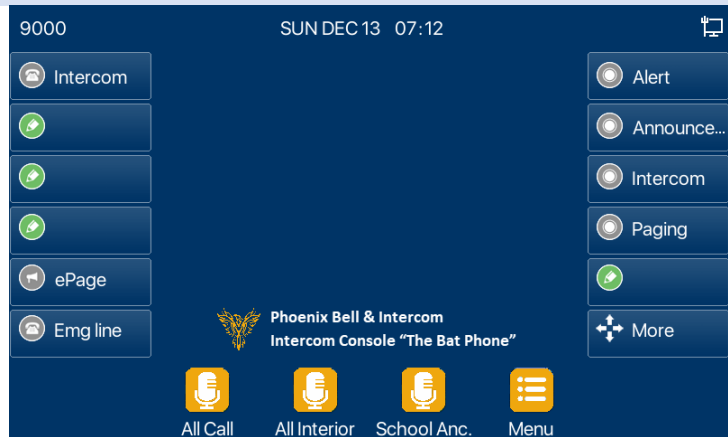 9000
SUN DEC 13 07:12
Intercom
Alert
Announce...
Intercom
Paging
ePage
Emg line
More
Phoenix Bell & Intercom
Intercom Console “The Bat Phone”
All Call
All Interior
School Anc.
Menu